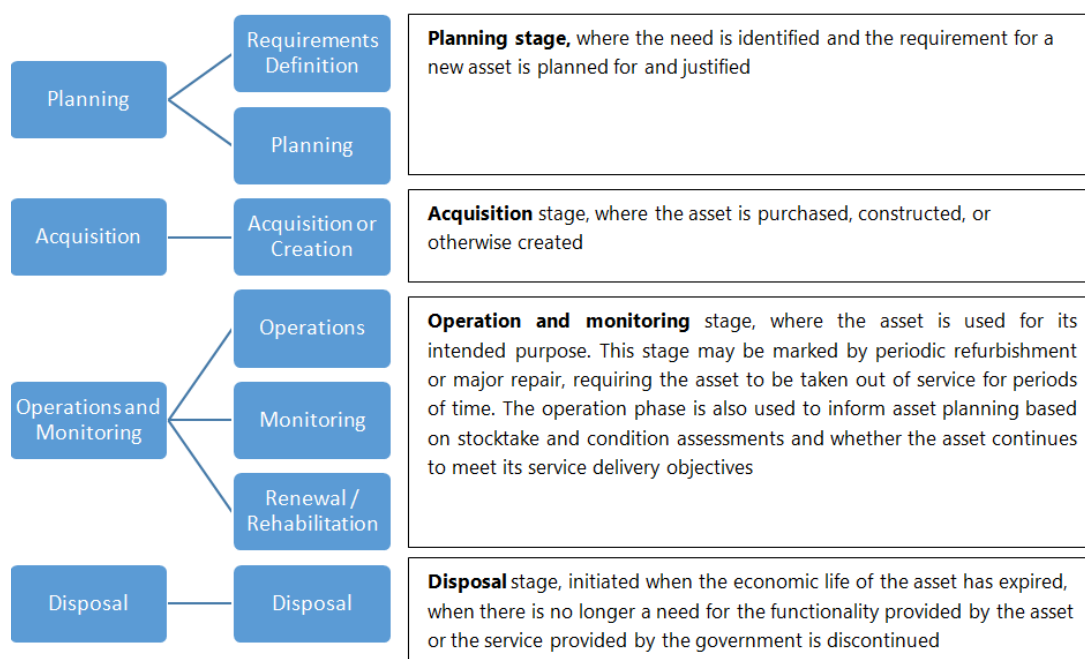 Planning
Requirements
Definition
Planning
Planning stage, where the need is identified and the requirement for a
new asset is planned for and justified
Acquisition
Acquisition or
Creation
Acquisition stage, where the asset is purchased, constructed, or
otherwise created
Operations and
Monitoring
Operations
Monitoring
Renewal /
Rehabilitation
Operation and monitoring stage, where the asset is used for its
intended purpose. This stage may be marked by periodic refurbishment
or major repair, requiring the asset to be taken out of service for periods
of time. The operation phase is also used to inform asset planning based
on stocktake and condition assessments and whether the asset continues
to meet its service delivery objectives
Disposal
Disposal
Disposal stage, initiated when the economic life of the asset has expired,
when there is no longer a need for the functionality provided by the asset
or the service provided by the government is discontinued